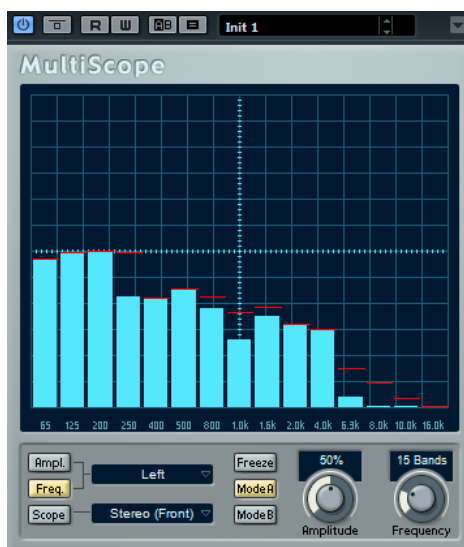 R W AB = Init 1
MultiScope
65 125 200 250 400 500 800 1.0k 1.6k 2.0k 4.0k 6.3k 8.0k 10.0k 16.0k
Ampl. Freeze 50% 15 Bands
Left
Freq. Mode A
Scope Stereo (Front) Mode B
Amplitude Frequency